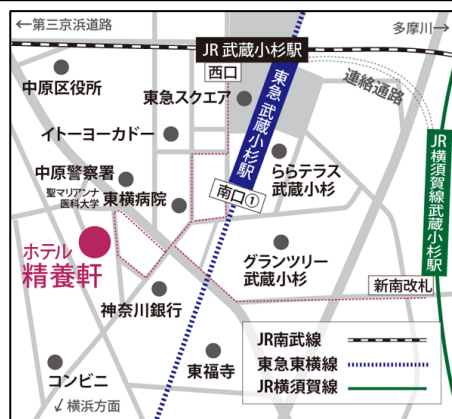 ←第三京浜道路
多摩川→
JR 武蔵小杉駅
西口
中原区役所
東急スクエア
連絡通路
東急 武蔵小杉駅
イトーヨーカドー
JR 横須賀線武蔵小杉駅
中原警察署
ららテラス
武蔵小杉
聖マリアンナ
医科大学
東横病院
南口①
ホテル
精養軒
グランツリー
武蔵小杉
新南改札
神奈川銀行
JR南武線
東急東横線
JR横須賀線
東福寺
コンビニ
↙横浜方面